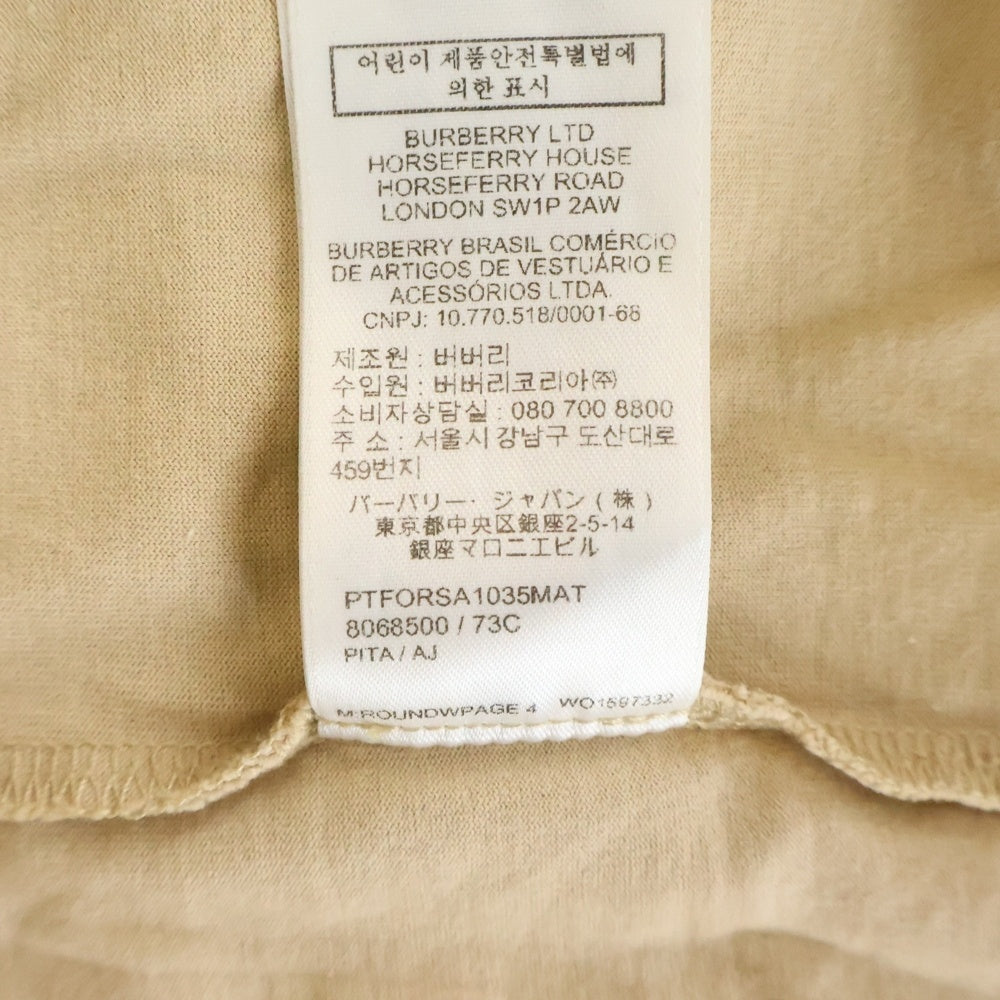 어린이 제품안전특별법에
의한 표시
BURBERRY LTD
HORSEFERRY HOUSE
HORSEFERRY ROAD
LONDON SW1P 2AW
BURBERRY BRASIL COMÉRCIO
DE ARTIGOS DE VESTUÁRIO E
ACESSÓRIOS LTDA.
CNPJ: 10.770.518/0001-68
제조원 : 버버리
수입원 : 버버리코리아㈜
소비자상담실 : 080 700 8800
주 소 : 서울시 강남구 도산대로
459번지
バーバリー・ジャパン ( 株 )
東京都中央区銀座2-5-14
銀座マロニエビル
PTFORSA1035MAT
8068500 / 73C
PITA / AJ
M-ROUNDWPAGE 4 WO1597332